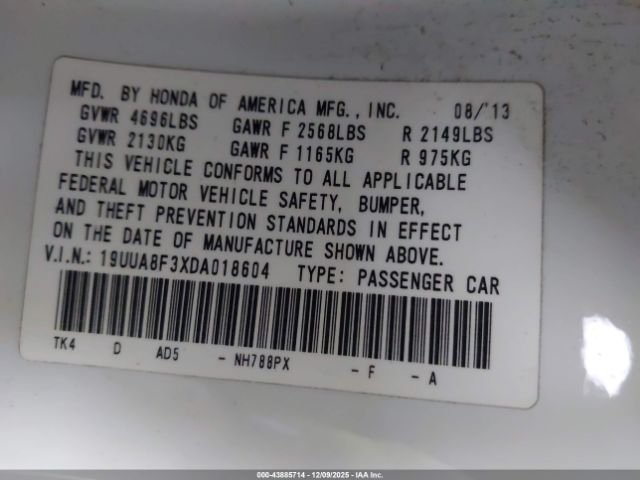 MFD. BY HONDA OF AMERICA MFG., INC. 08/'13
GVWR 4696LBS GAWR F 2568LBS R 2149LBS
GVWR 2130KG GAWR F 1165KG R 975KG
THIS VEHICLE CONFORMS TO ALL APPLICABLE
FEDERAL MOTOR VEHICLE SAFETY, BUMPER,
AND THEFT PREVENTION STANDARDS IN EFFECT
ON THE DATE OF MANUFACTURE SHOWN ABOVE.
V.I.N.: 19UUA8F3XDA018604 TYPE: PASSENGER CAR
TK4 D AD5 - NH788PX - F - A
000-43885714 - 12/09/2025 - IAA Inc.